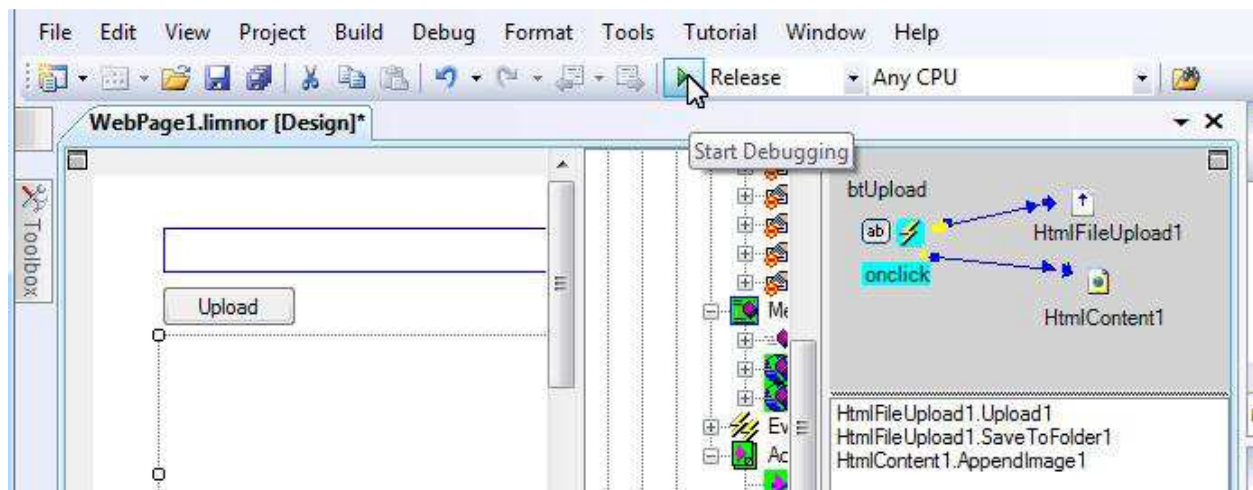 File Edit View Project Build Debug Format Tools Tutorial Window Help
Release Any CPU
WebPage1.limnor [Design]*
Start Debugging
Toolbox
Upload
Me
Ev
Ac
btUpload
ab
HtmlFileUpload1
onclick
HtmlContent1
HtmlFileUpload1.Upload1
HtmlFileUpload1.SaveToFolder1
HtmlContent1.AppendImage1